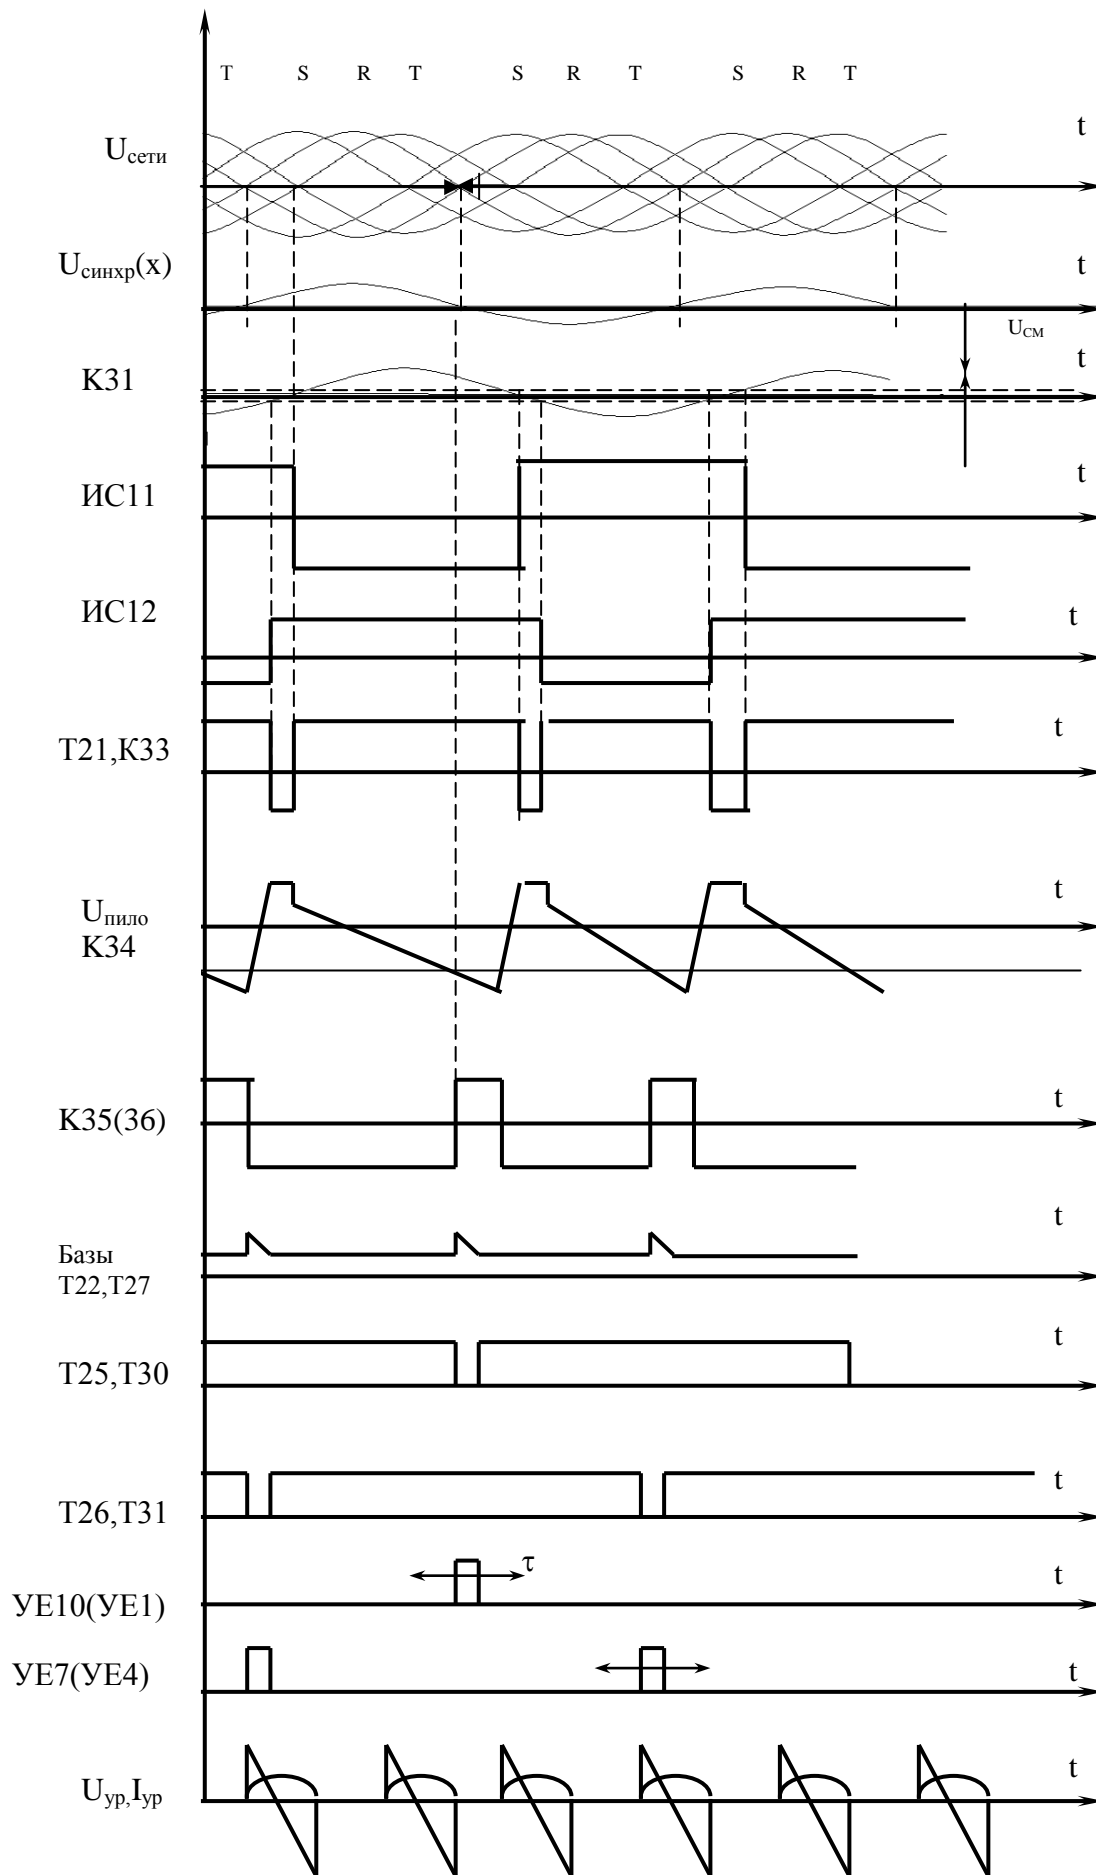 T S R T S R T S R T
t
Uсети
Uсинхр(x)
t
UСМ
t
К31
t
ИС11
ИС12
t
t
Т21,К33
t
Uпило
К34
t
К35(36)
t
Базы
Т22,Т27
t
Т25,Т30
t
Т26,Т31
τ
t
УЕ10(УЕ1)
УЕ7(УЕ4)
t
t
Uур,Iур